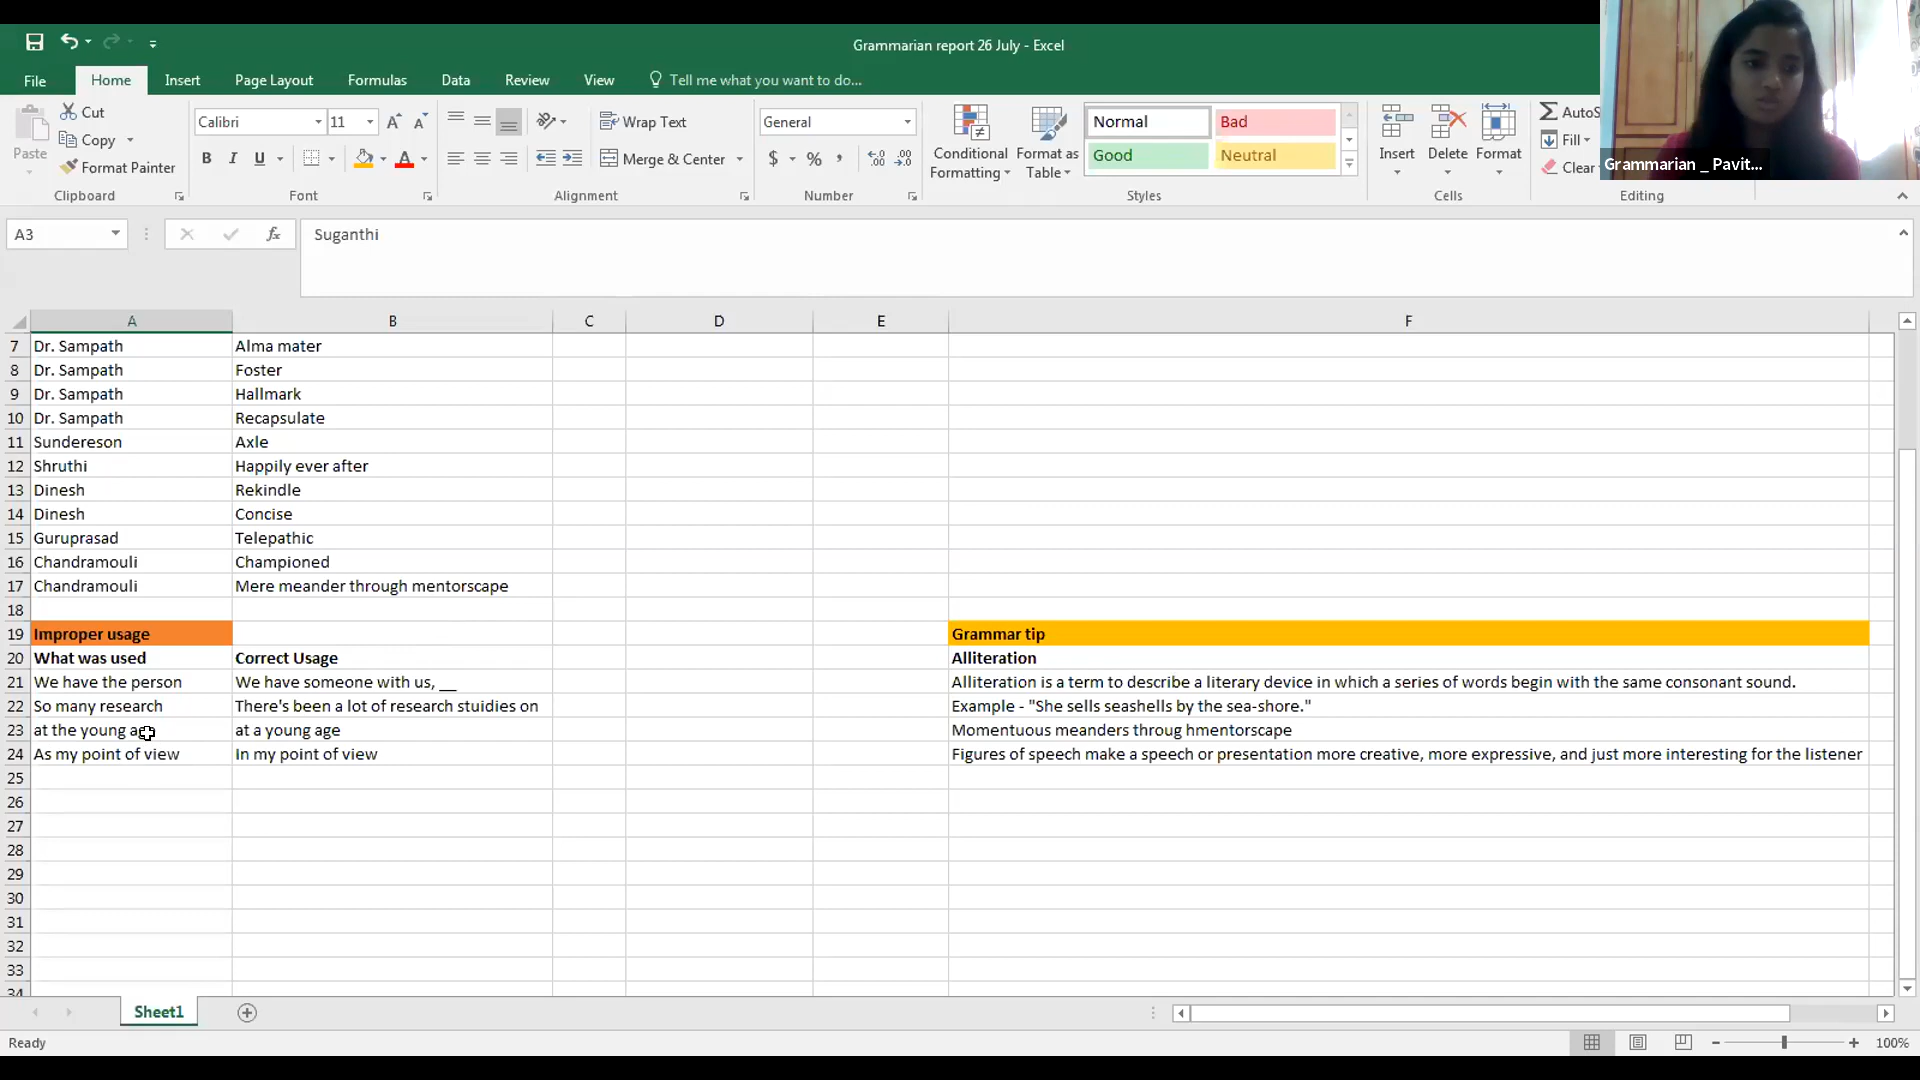 Grammarian report 26 July - Excel
File Home Insert Page Layout Formulas Data Review View Tell me what you want to do...
Paste Cut Copy Format Painter Clipboard
Calibri 11 B I U A Font
Wrap Text Merge & Center Alignment
General $ % Number
Conditional Formatting Format as Table
Normal Bad
Good Neutral
Styles
Insert Delete Format Cells
AutoS
Fill
Clear
Editing
Grammarian _ Pavit...
A3 fx Suganthi
A B C D E F
7 Dr. Sampath Alma mater
8 Dr. Sampath Foster
9 Dr. Sampath Hallmark
10 Dr. Sampath Recapsulate
11 Sundereson Axle
12 Shruthi Happily ever after
13 Dinesh Rekindle
14 Dinesh Concise
15 Guruprasad Telepathic
16 Chandramouli Championed
17 Chandramouli Mere meander through mentorscape
18
19 Improper usage Grammar tip
20 What was used Correct Usage Alliteration
21 We have the person We have someone with us, __ Alliteration is a term to describe a literary device in which a series of words begin with the same consonant sound.
22 So many research There's been a lot of research stuidies on Example - "She sells seashells by the sea-shore."
23 at the young age at a young age Momentuous meanders throug hmentorscape
24 As my point of view In my point of view Figures of speech make a speech or presentation more creative, more expressive, and just more interesting for the listener
25
26
27
28
29
30
31
32
33
34
Sheet1
Ready 100%